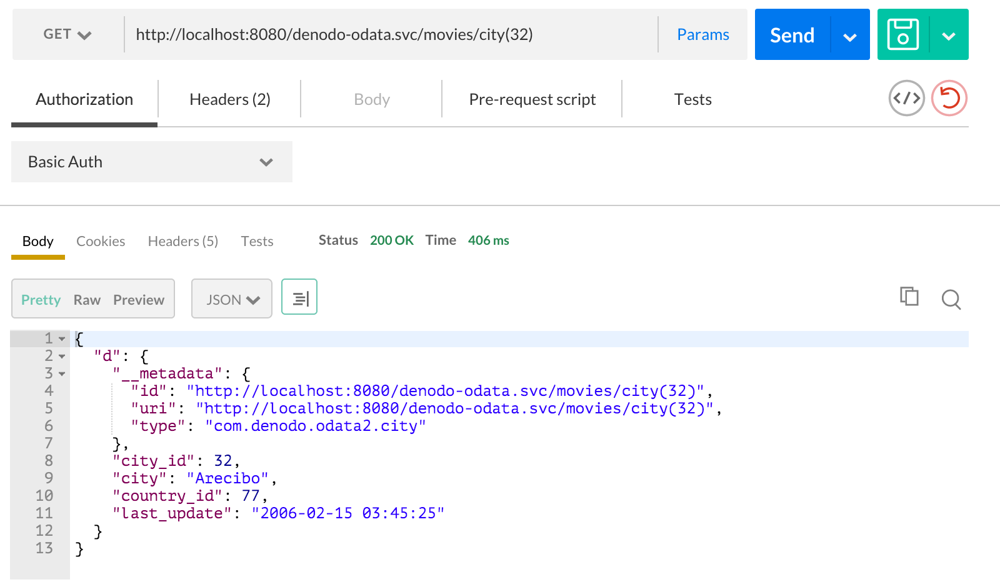 GET http://localhost:8080/denodo-odata.svc/movies/city(32) Params Send
Authorization Headers (2) Body Pre-request script Tests </>
Basic Auth
Body Cookies Headers (5) Tests Status 200 OK Time 406 ms
Pretty Raw Preview JSON
1 {
2 "d": {
3 "__metadata": {
4 "id": "http://localhost:8080/denodo-odata.svc/movies/city(32)",
5 "uri": "http://localhost:8080/denodo-odata.svc/movies/city(32)",
6 "type": "com.denodo.odata2.city"
7 },
8 "city_id": 32,
9 "city": "Arecibo",
10 "country_id": 77,
11 "last_update": "2006-02-15 03:45:25"
12 }
13 }